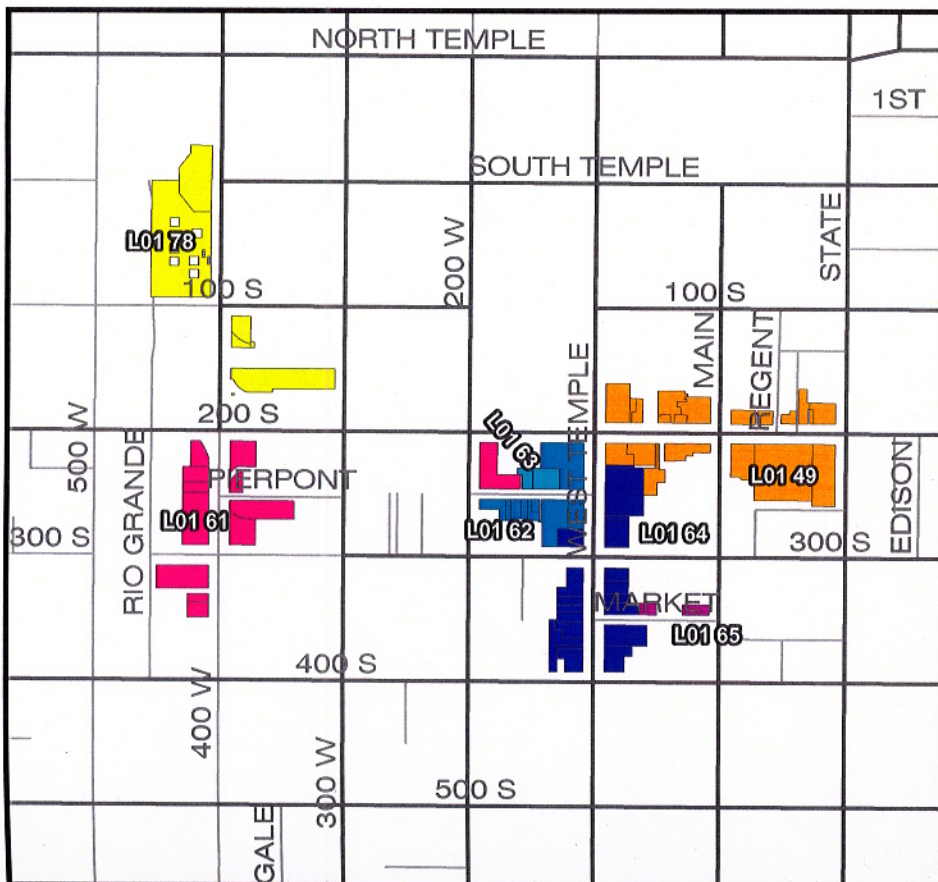 NORTH TEMPLE
1ST
SOUTH TEMPLE
STATE
L01 78
200 W
100 S
100 S
MAIN
REGENT
WEST TEMPLE
200 S
500 W
RIO GRANDE
L01 63
PIERPONT
L01 49
EDISON
L01 61
L01 62
L01 64
300 S
300 S
MARKET
L01 65
400 S
400 W
300 W
500 S
GALE